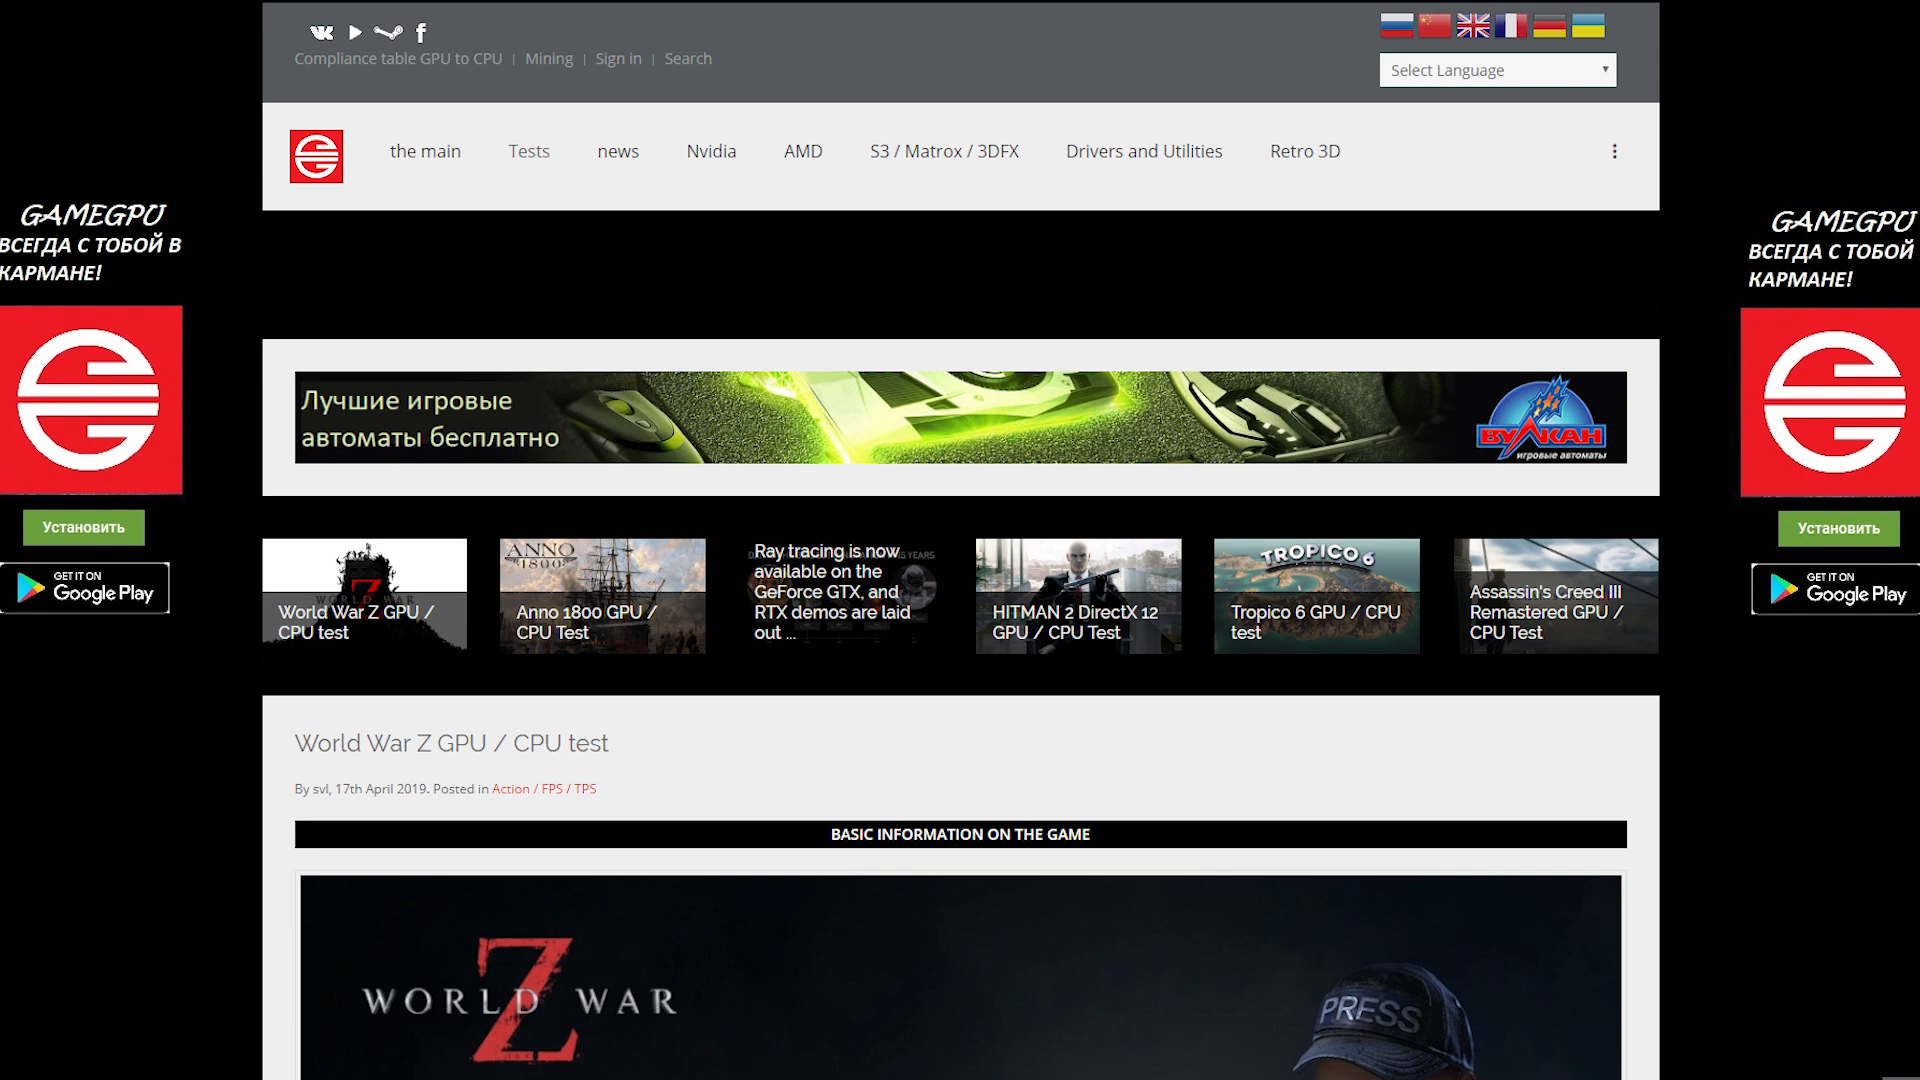 Compliance table GPU to CPU | Mining | Sign in | Search
Select Language
the main
Tests
news
Nvidia
AMD
S3 / Matrox / 3DFX
Drivers and Utilities
Retro 3D
GAMEGPU
ВСЕГДА С ТОБОЙ В
КАРМАНЕ!
Установить
GET IT ON
Google Play
GAMEGPU
ВСЕГДА С ТОБОЙ
КАРМАНЕ!
Установить
GET IT ON
Google Play
Лучшие игровые
автоматы бесплатно
ВУЛКАН
игровые автоматы
World War Z GPU /
CPU test
ANNO
1800
Anno 1800 GPU /
CPU Test
Ray tracing is now
available on the
GeForce GTX, and
RTX demos are laid
out ...
HITMAN 2 DirectX 12
GPU / CPU Test
TROPICO 6
Tropico 6 GPU / CPU
test
Assassin's Creed III
Remastered GPU /
CPU Test
World War Z GPU / CPU test
By svl, 17th April 2019. Posted in Action / FPS / TPS
BASIC INFORMATION ON THE GAME
WORLD WAR Z
PRESS